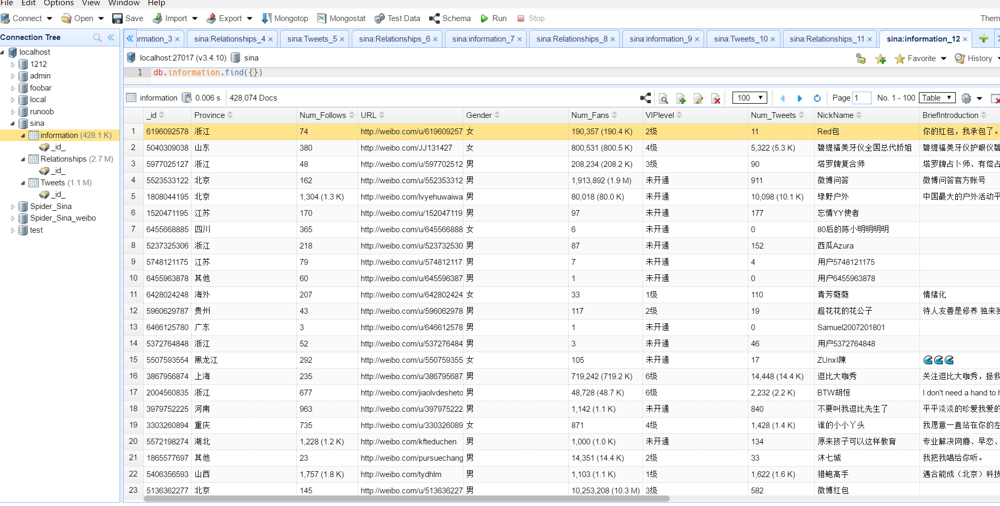 File Edit Options View Window Help
Connect Open Save Import Export Mongotop Mongostat Test Data Schema Run Stop Them
Connection Tree
localhost
1212
admin
foobar
local
runoob
sina
information (428.1 K)
_id_
Relationships (2.7 M)
_id_
Tweets (1.1 M)
_id_
Spider_Sina
Spider_Sina_weibo
test
ormation_3 sina:Relationships_4 sina:Tweets_5 sina:Relationships_6 sina:information_7 sina:Relationships_8 sina:information_9 sina:Tweets_10 sina:Relationships_11 sina:information_12
localhost:27017 (v3.4.10) sina Favorite History
1 db.information.find({})
information 0.006 s 428,074 Docs 100 Page 1 No. 1 - 100 Table
_id Province Num_Follows URL Gender Num_Fans VIPlevel Num_Tweets NickName BriefIntroduction
1 6196092578 浙江 74 http://weibo.com/u/619609257 女 190,357 (190.4 K) 2级 11 Red包 你的红包，我承包了。
2 5040309038 山东 380 http://weibo.com/JJ131427 女 800,531 (800.5 K) 4级 5,322 (5.3 K) 碧缇福美牙仪全国总代娇姐 碧缇福美牙仪护眼仪碧
3 5977025127 浙江 48 http://weibo.com/u/597702512 男 208,234 (208.2 K) 3级 90 塔罗牌复合师 塔罗牌占卜师、有偿占
4 5523533122 北京 162 http://weibo.com/u/552353312 男 1,913,892 (1.9 M) 未开通 911 微博问答 微博问答官方账号
5 1808044195 北京 1,304 (1.3 K) http://weibo.com/lvyehuwaiwa 男 80,018 (80.0 K) 未开通 10,098 (10.1 K) 绿野户外 中国最大的户外活动平
6 1520471195 江苏 170 http://weibo.com/u/152047119 男 97 未开通 177 忘情YY使者
7 6455668885 四川 365 http://weibo.com/u/645566888 女 6 未开通 0 80后的陈小明明明明
8 5237325306 浙江 218 http://weibo.com/u/523732530 男 87 未开通 152 西瓜Azura
9 5748121175 江苏 79 http://weibo.com/u/574812117 男 7 未开通 4 用户5748121175
10 6455963878 其他 60 http://weibo.com/u/645596387 男 1 未开通 0 用户6455963878
11 6428024248 海外 207 http://weibo.com/u/642802424 女 33 1级 110 青芳蕤蕤 情绪化
12 5960629787 贵州 43 http://weibo.com/u/596062978 男 117 2级 19 超花花的花公子 待人友善是修养 独来独
13 6466125780 广东 3 http://weibo.com/u/646612578 男 1 未开通 0 Samuel2007201801
14 5372764848 浙江 52 http://weibo.com/u/537276484 男 3 未开通 46 用户5372764848
15 5507593554 黑龙江 292 http://weibo.com/u/550759355 女 105 未开通 17 ZUnxI陳 🌊🌊🌊
16 3867956874 上海 235 http://weibo.com/u/386795687 男 719,242 (719.2 K) 6级 14,448 (14.4 K) 逗比大咖秀 关注逗比大咖秀，拯救
17 2004560835 浙江 677 http://weibo.com/jiaolvdesheto 男 48,728 (48.7 K) 6级 2,232 (2.2 K) BTW胡恒 I don't need a hand to h
18 3979752225 河南 963 http://weibo.com/u/397975222 男 1,142 (1.1 K) 未开通 840 不要叫我逗比先生了 平平淡淡的珍爱我爱的
19 3303260894 重庆 735 http://weibo.com/u/330326089 女 871 4级 1,428 (1.4 K) 谁的小小丫头 我愿意一直站在你的左
20 5572198274 湖北 1,228 (1.2 K) http://weibo.com/kfteduchen 男 1,000 (1.0 K) 未开通 134 原来孩子可以这样教育 专业解决网瘾、早恋、
21 1865577697 其他 23 http://weibo.com/pursuechang 男 14,351 (14.4 K) 2级 33 沐七城 我把我唱给你听。
22 5406356593 山西 1,757 (1.8 K) http://weibo.com/tydhlm 男 1,103 (1.1 K) 1级 1,622 (1.6 K) 猎鲍高手 遇合能成（北京）科技
23 5136362277 北京 145 http://weibo.com/u/513636227 男 10,253,208 (10.3 M) 3级 582 微博红包